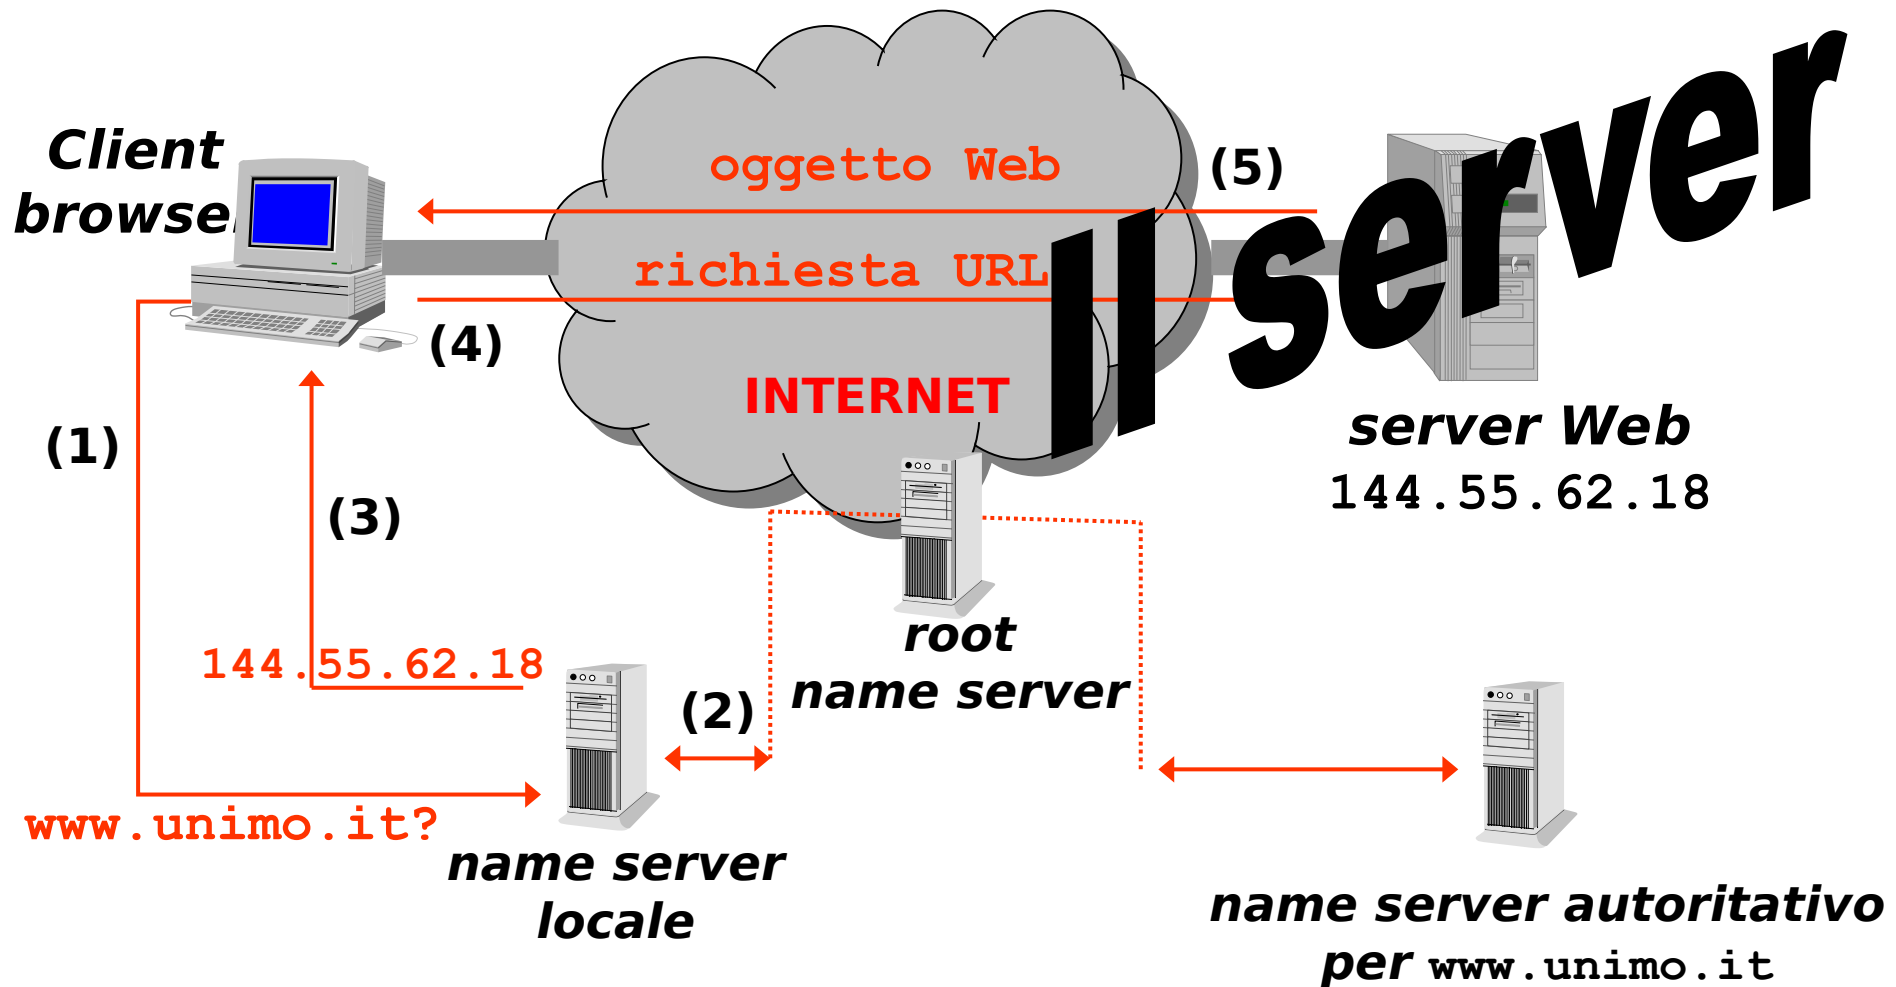 Il server
Client
browser
oggetto Web
(5)
richiesta URL
(4)
INTERNET
server Web
144.55.62.18
(1)
(3)
144.55.62.18
root
name server
(2)
www.unimo.it?
name server
locale
name server autoritativo
per www.unimo.it